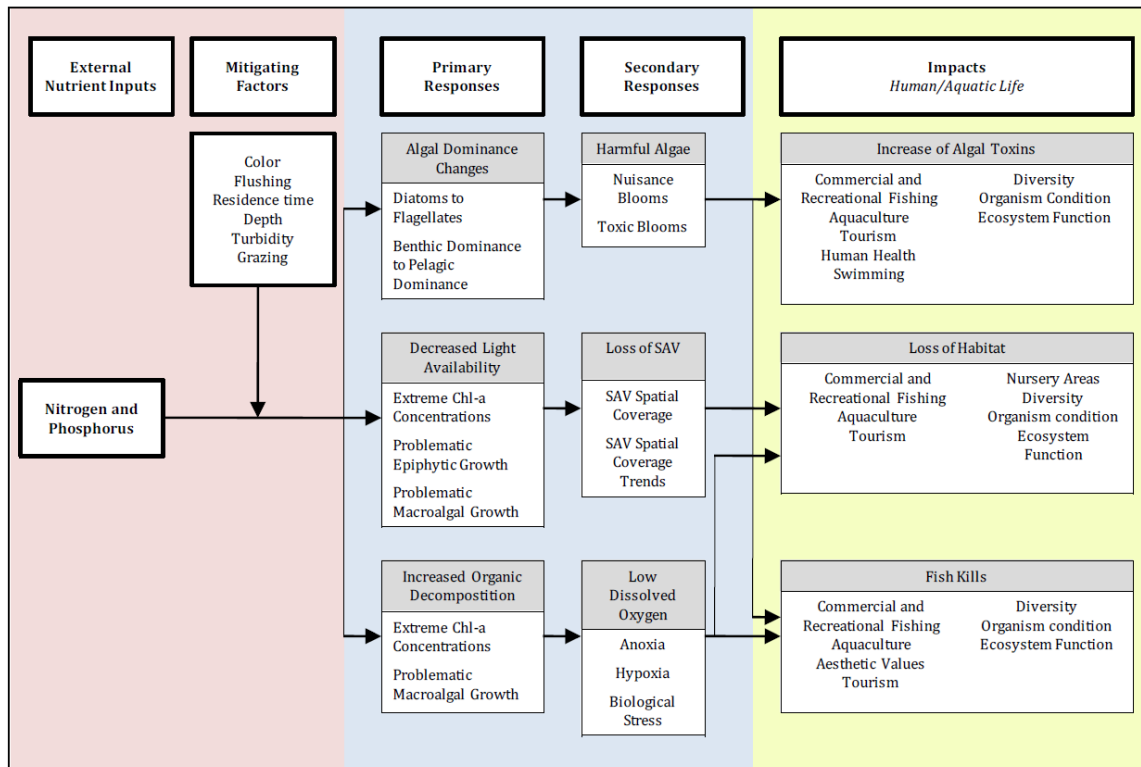 External
Nutrient Inputs
Mitigating
Factors
Primary
Responses
Secondary
Responses
Impacts
Human/Aquatic Life
Color
Flushing
Residence time
Depth
Turbidity
Grazing
Nitrogen and
Phosphorus
Algal Dominance
Changes
Diatoms to
Flagellates
Benthic Dominance
to Pelagic
Dominance
Harmful Algae
Nuisance
Blooms
Toxic Blooms
Increase of Algal Toxins
Commercial and
Recreational Fishing
Aquaculture
Tourism
Human Health
Swimming
Diversity
Organism Condition
Ecosystem Function
Decreased Light
Availability
Extreme Chl-a
Concentrations
Problematic
Epiphytic Growth
Problematic
Macroalgal Growth
Loss of SAV
SAV Spatial
Coverage
SAV Spatial
Coverage
Trends
Loss of Habitat
Commercial and
Recreational Fishing
Aquaculture
Tourism
Nursery Areas
Diversity
Organism condition
Ecosystem
Function
Increased Organic
Decompostition
Extreme Chl-a
Concentrations
Problematic
Macroalgal Growth
Low
Dissolved
Oxygen
Anoxia
Hypoxia
Biological
Stress
Fish Kills
Commercial and
Recreational Fishing
Aquaculture
Aesthetic Values
Tourism
Diversity
Organism condition
Ecosystem Function